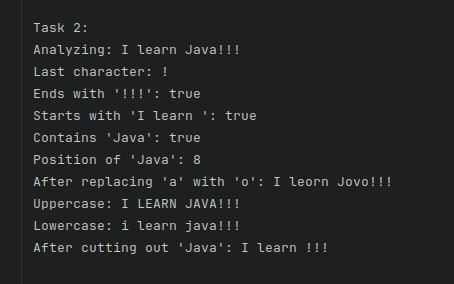 Task 2:
Analyzing: I learn Java!!!
Last character: !
Ends with '!!!': true
Starts with 'I learn ': true
Contains 'Java': true
Position of 'Java': 8
After replacing 'a' with 'o': I leorn Jovo!!!
Uppercase: I LEARN JAVA!!!
Lowercase: i learn java!!!
After cutting out 'Java': I learn !!!